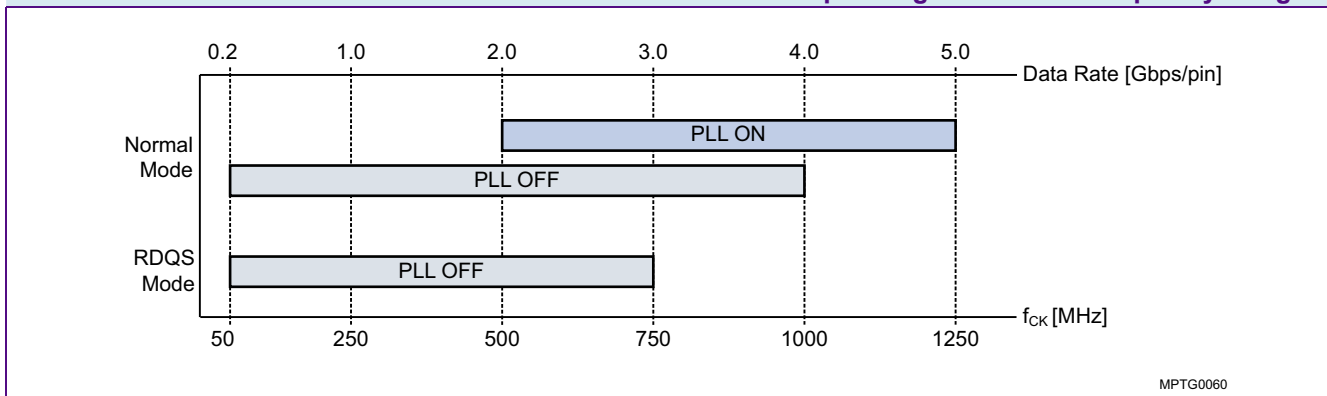 0.2 1.0 2.0 3.0 4.0 5.0
Data Rate [Gbps/pin]
Normal
Mode
PLL ON
PLL OFF
RDQS
Mode
PLL OFF
50 250 500 750 1000 1250
fCK [MHz]
MPTG0060